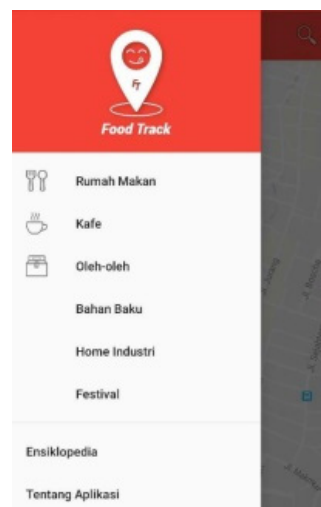 FT
Food Track
Rumah Makan
Kafe
Oleh-oleh
Bahan Baku
Home Industri
Festival
Ensiklopedia
Tentang Aplikasi